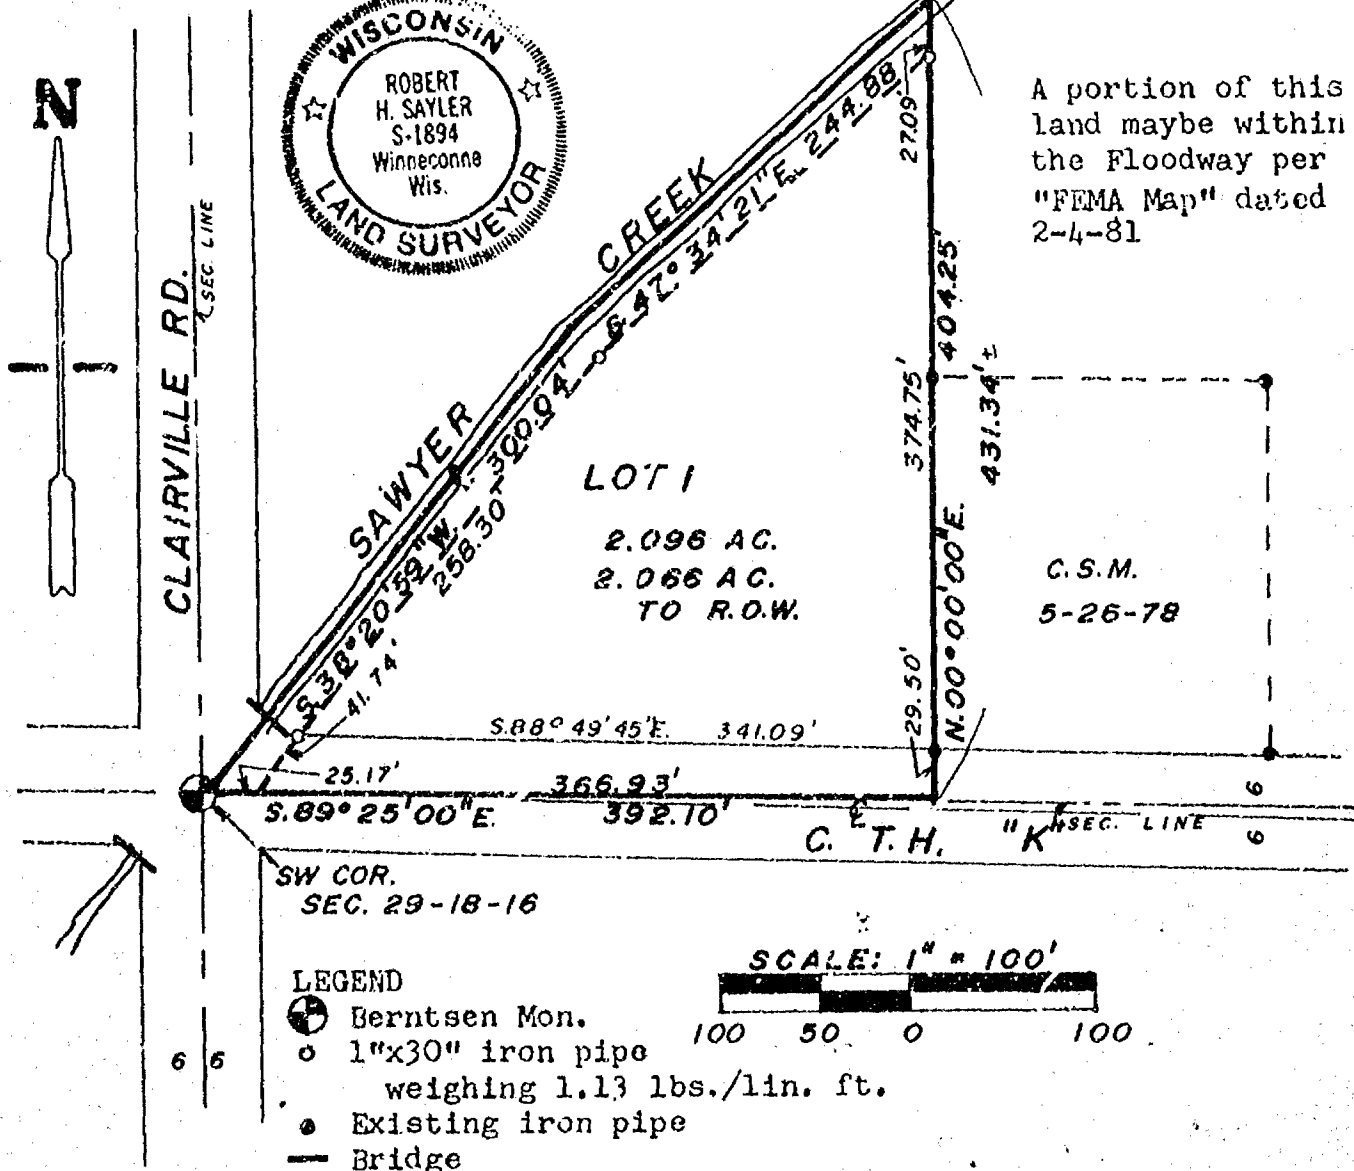 N
WISCONSIN
ROBERT
H. SAYLER
S-1894
Winneconne
Wis.
LAND SURVEYOR
A portion of this
land maybe within
the Floodway per
"FEMA Map" dated
2-4-81
CLAIRVILLE RD.
SEC. LINE
SAWYER CREEK
S.47°34'21"E. 244.88
27.09'
404.25'
374.75'
431.34'±
N.00°00'00"E.
29.50'
300.04'
S.38°20'59"W.
258.30'
41.74'
LOT 1
2.096 AC.
2.066 AC.
TO R.O.W.
C.S.M.
5-26-78
S.88°49'45"E. 341.09'
25.17'
366.93'
S.89°25'00"E. 392.10'
C. T. H. "K"
SEC. LINE
6
6
SW COR.
SEC. 29-18-16
SCALE: 1" = 100'
100 50 0 100
LEGEND
Berntsen Mon.
1"x30" iron pipe
weighing 1.13 lbs./lin. ft.
Existing iron pipe
Bridge
6 6